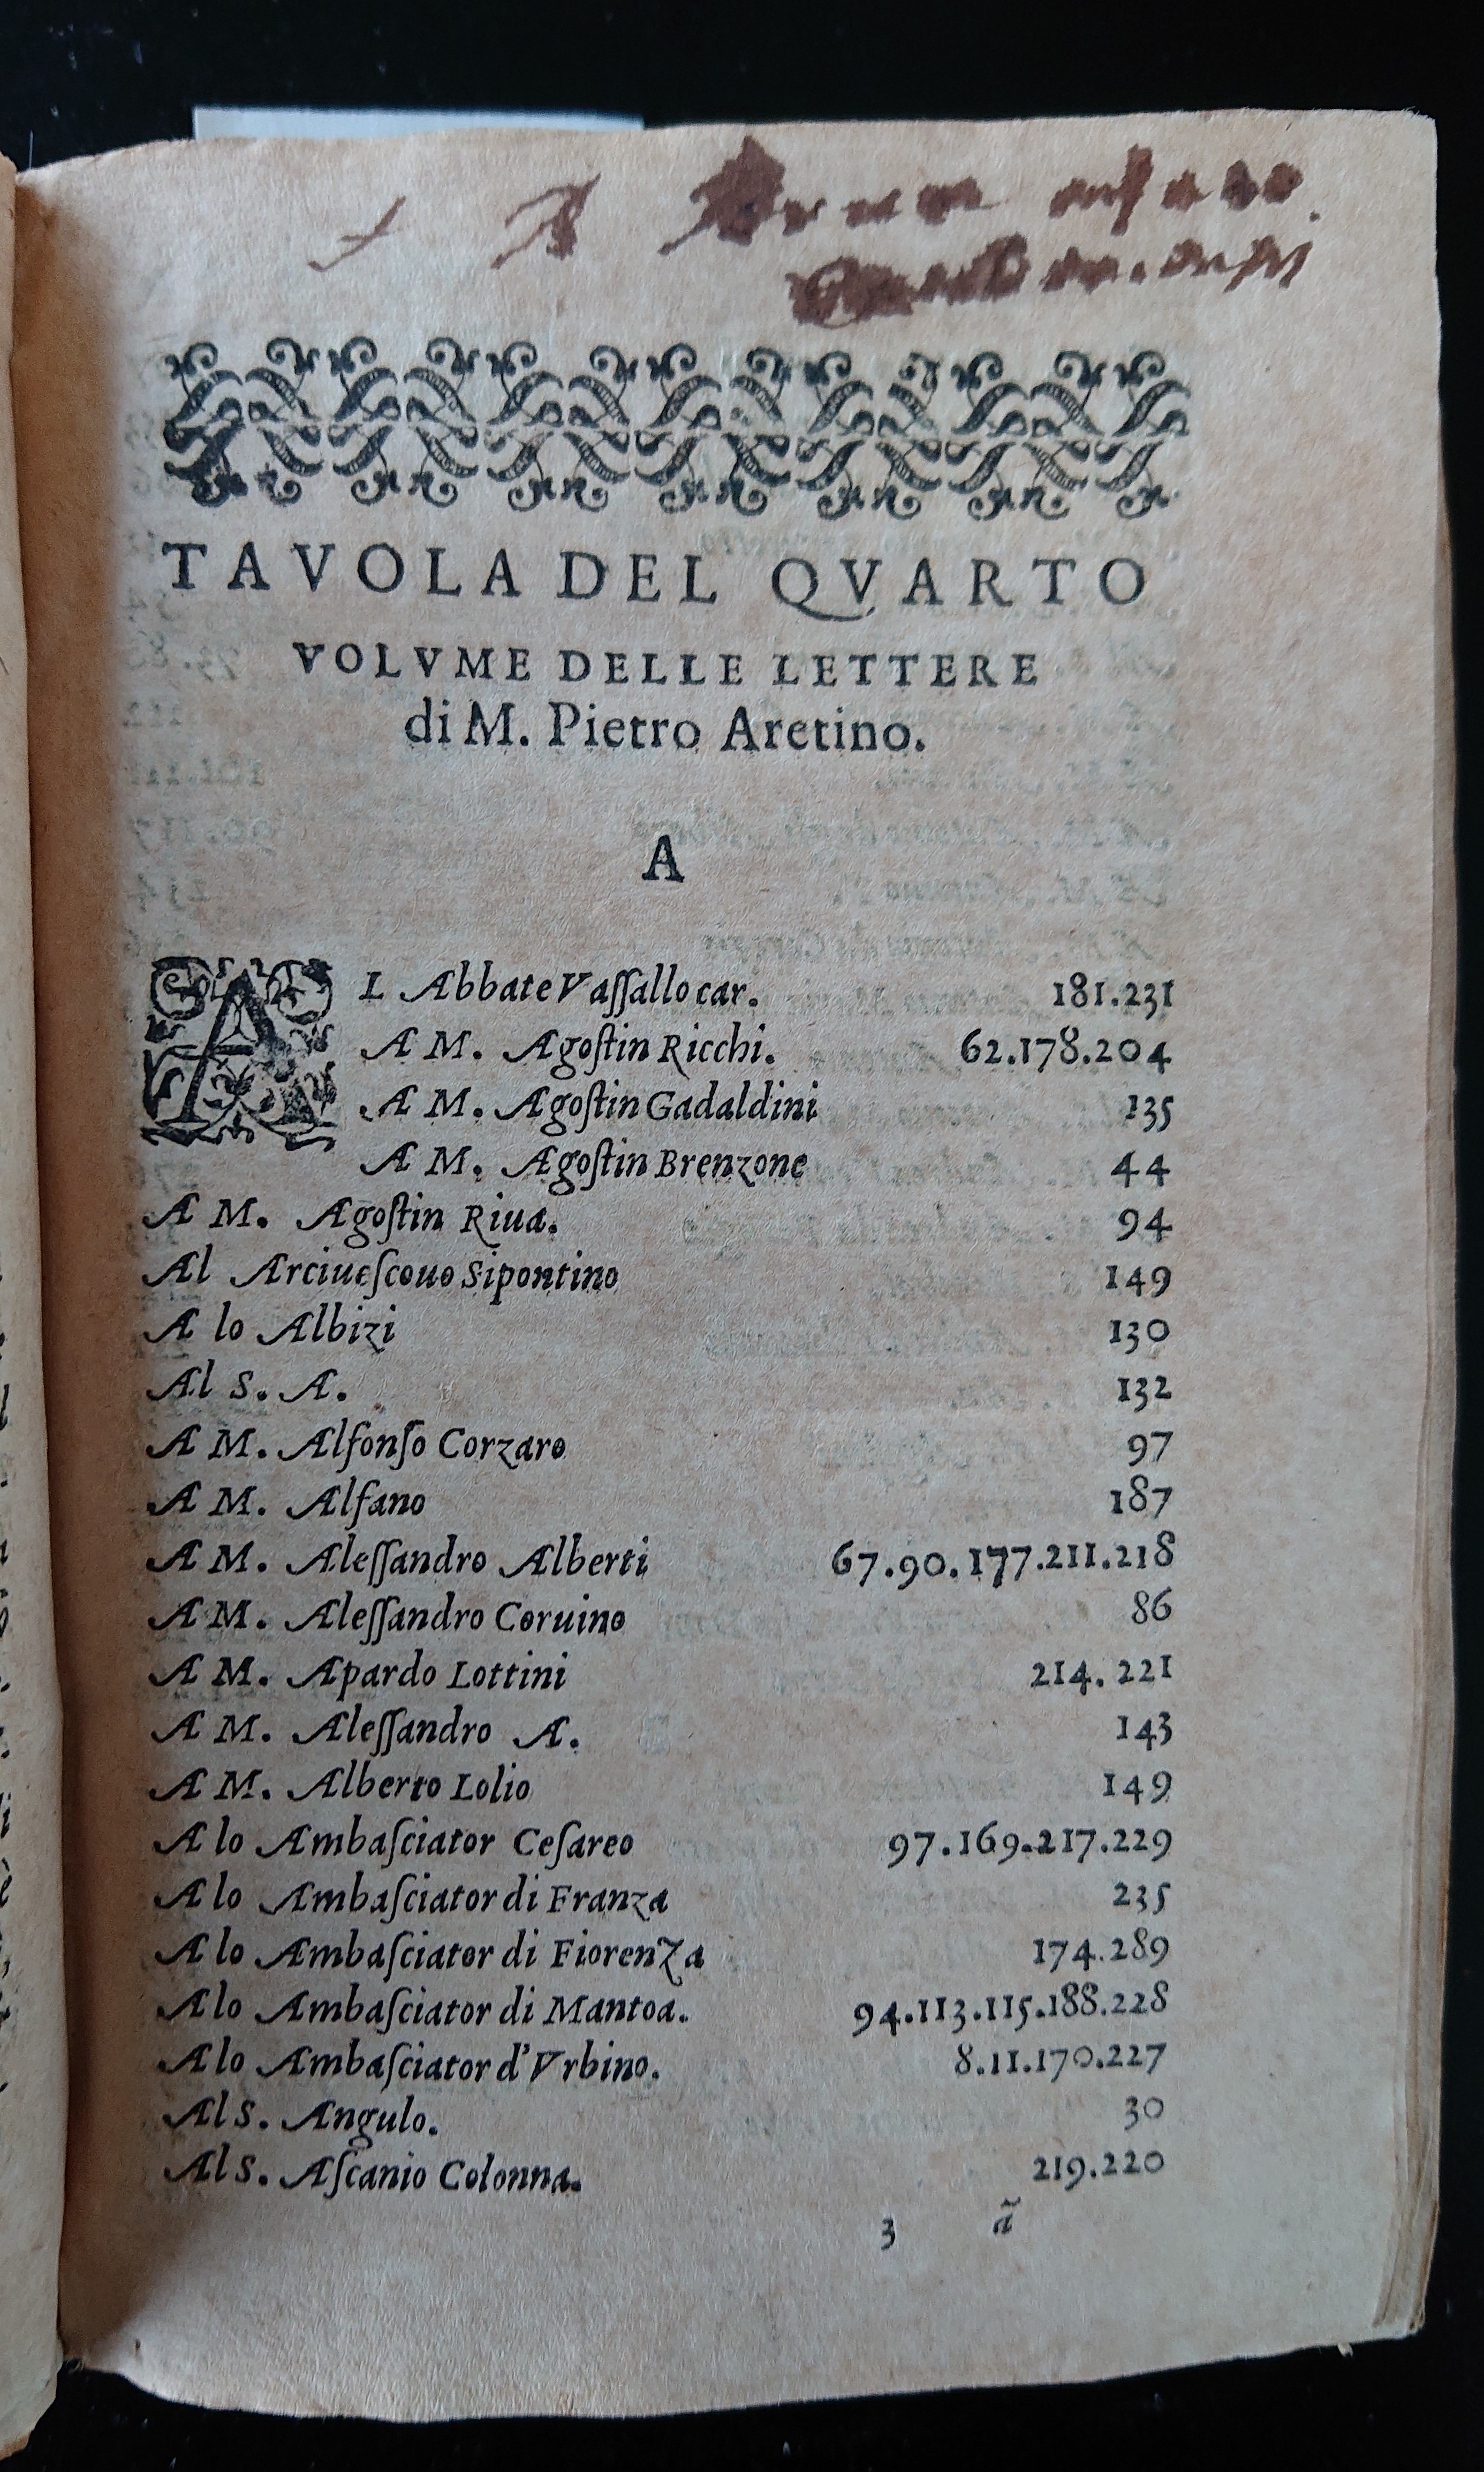 TAVOLA DEL QVARTO
VOLVME DELLE LETTERE
di M. Pietro Aretino.
A
AL Abbate Vaſſallo car. 181.231
A M. Agoſtin Ricchi. 62.178.204
A M. Agoſtin Gadaldini 135
A M. Agoſtin Brenzone 44
A M. Agoſtin Riua. 94
Al Arciueſcouo Sipontino 149
A lo Albizi 130
Al S. A. 132
A M. Alfonſo Corzaro 97
A M. Alfano 187
A M. Aleſſandro Alberti 67.90.177.211.218
A M. Aleſſandro Coruino 86
A M. Apardo Lottini 214.221
A M. Aleſſandro A. 143
A M. Alberto Lolio 149
A lo Ambaſciator Ceſareo 97.169.217.229
A lo Ambaſciator di Franza 235
A lo Ambaſciator di Fiorenza 174.289
A lo Ambaſciator di Mantoa. 94.113.115.188.228
A lo Ambaſciator d'Vrbino. 8.11.170.227
Al S. Angulo. 30
Al S. Aſcanio Colonna. 219.220
3 ã